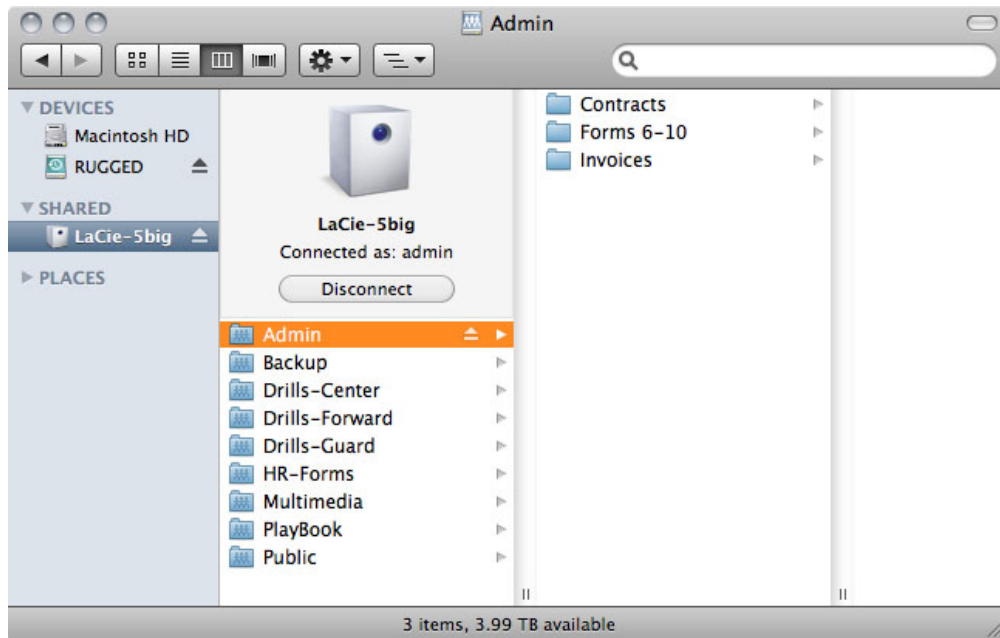 Admin
DEVICES
Macintosh HD
RUGGED
SHARED
LaCie-5big
PLACES
LaCie-5big
Connected as: admin
Disconnect
Admin
Backup
Drills-Center
Drills-Forward
Drills-Guard
HR-Forms
Multimedia
PlayBook
Public
Contracts
Forms 6-10
Invoices
3 items, 3.99 TB available